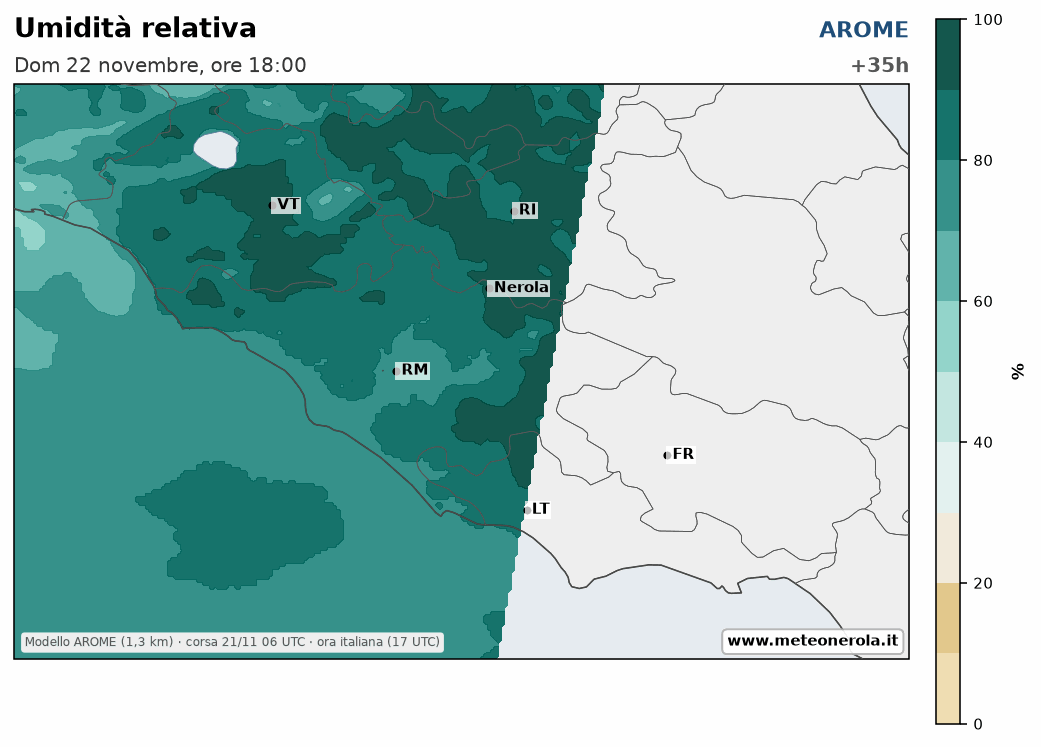 Umidità relativa
AROME
Dom 22 novembre, ore 18:00
+35h
100
80
60
40
20
0
%
VT
RI
Nerola
RM
FR
LT
Modello AROME (1,3 km) · corsa 21/11 06 UTC · ora italiana (17 UTC)
www.meteonerola.it